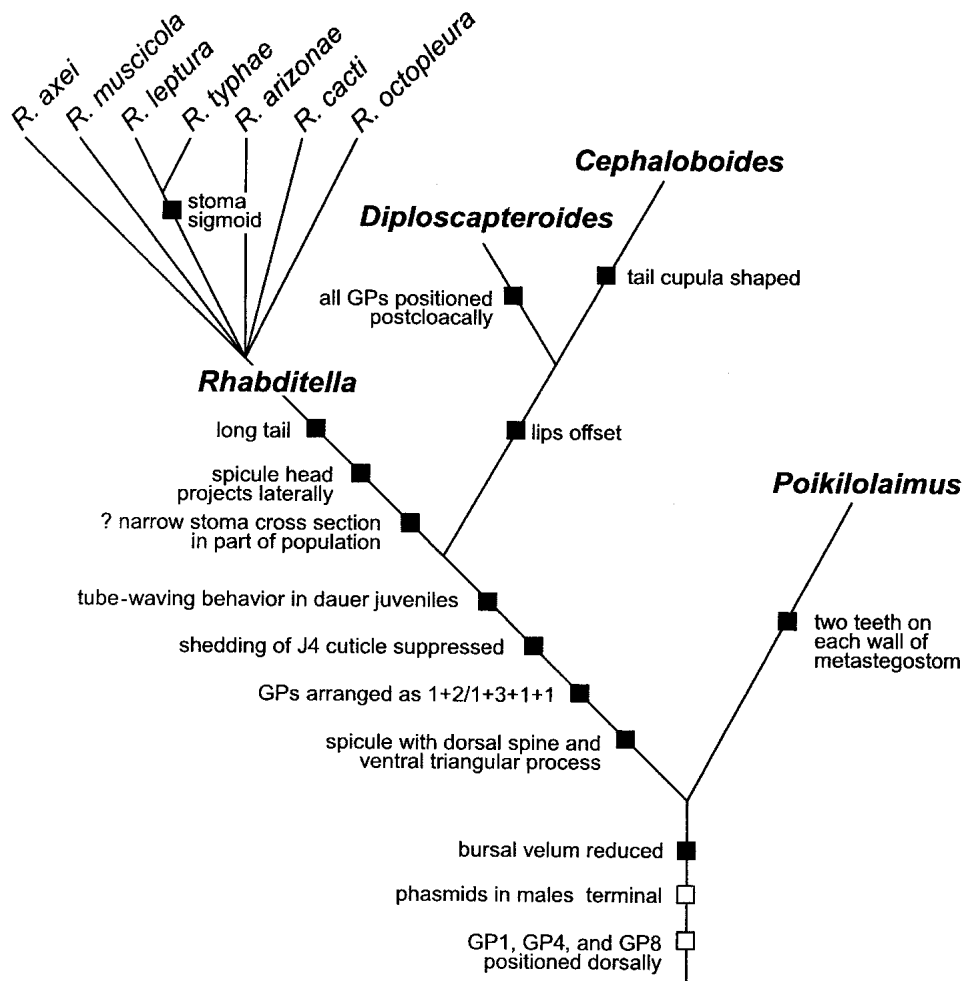 R. axei
R. muscicola
R. leptura
R. typhae
R. arizonae
R. cacti
R. octopleura
stoma
sigmoid
Cephaloboides
Diploscapteroides
tail cupula shaped
all GPs positioned
postcloacally
Rhabditella
long tail
lips offset
spicule head
projects laterally
Poikilolaimus
? narrow stoma cross section
in part of population
tube-waving behavior in dauer juveniles
two teeth on
each wall of
metastegostom
shedding of J4 cuticle suppressed
GPs arranged as 1+2/1+3+1+1
spicule with dorsal spine and
ventral triangular process
bursal velum reduced
phasmids in males terminal
GP1, GP4, and GP8
positioned dorsally